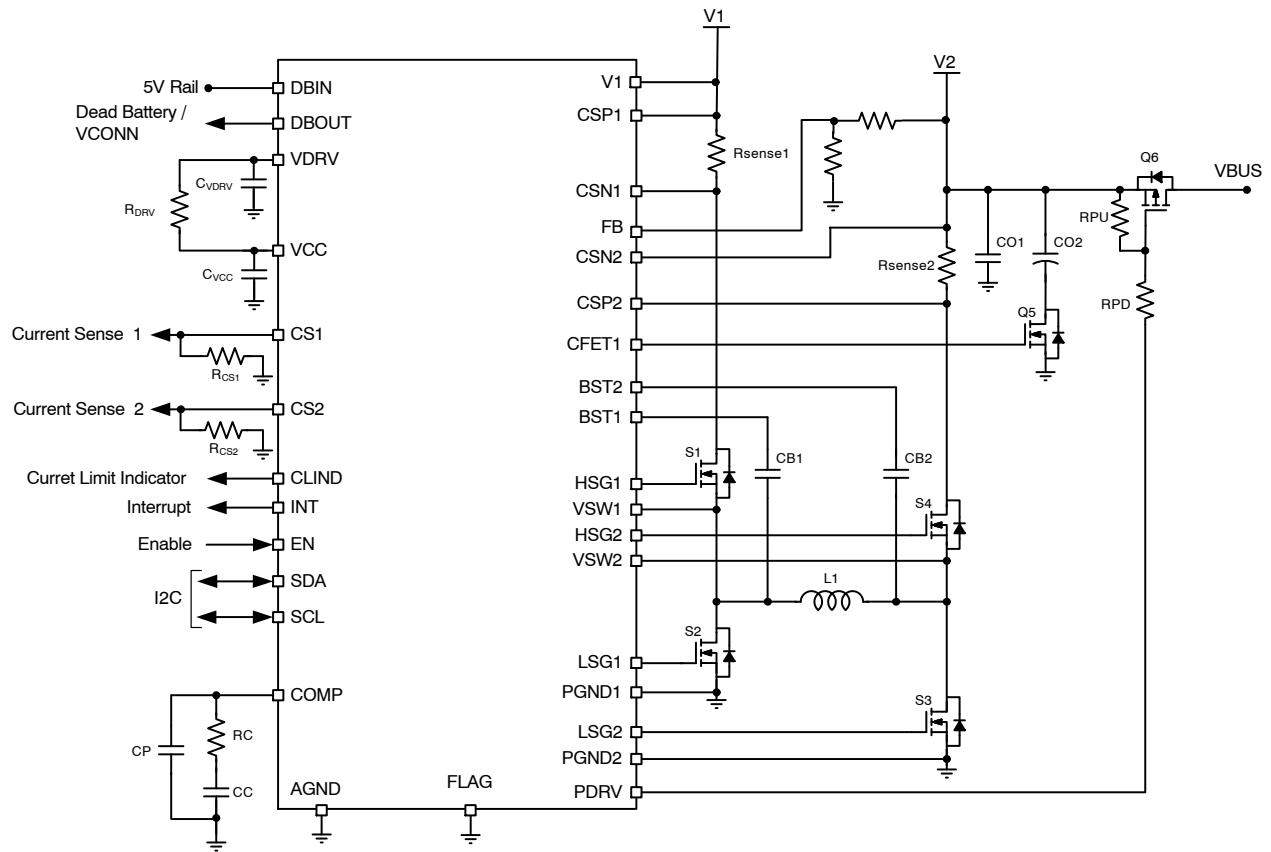 V1
V2
5V Rail
DBIN
V1
Dead Battery /
VCONN
DBOUT
CSP1
VDRV
Q6
VBUS
CVDRV
Rsense1
RDRV
CSN1
RPU
FB
VCC
CSN2
CO1
CO2
CVCC
Rsense2
CSP2
RPD
Current Sense 1
CS1
CFET1
Q5
RCS1
BST2
Current Sense 2
CS2
BST1
RCS2
S1
CB1
CB2
Curret Limit Indicator
CLIND
HSG1
Interrupt
INT
VSW1
S4
HSG2
Enable
EN
VSW2
I2C
SDA
L1
SCL
S2
LSG1
COMP
PGND1
S3
RC
LSG2
CP
PGND2
CC
AGND
FLAG
PDRV